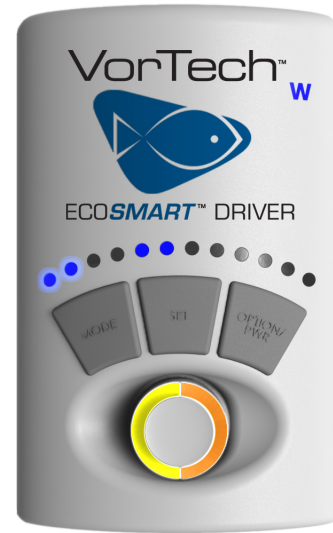 VorTech™
W
ECOSMART™ DRIVER
MODE
SET
OPTION/
PWR